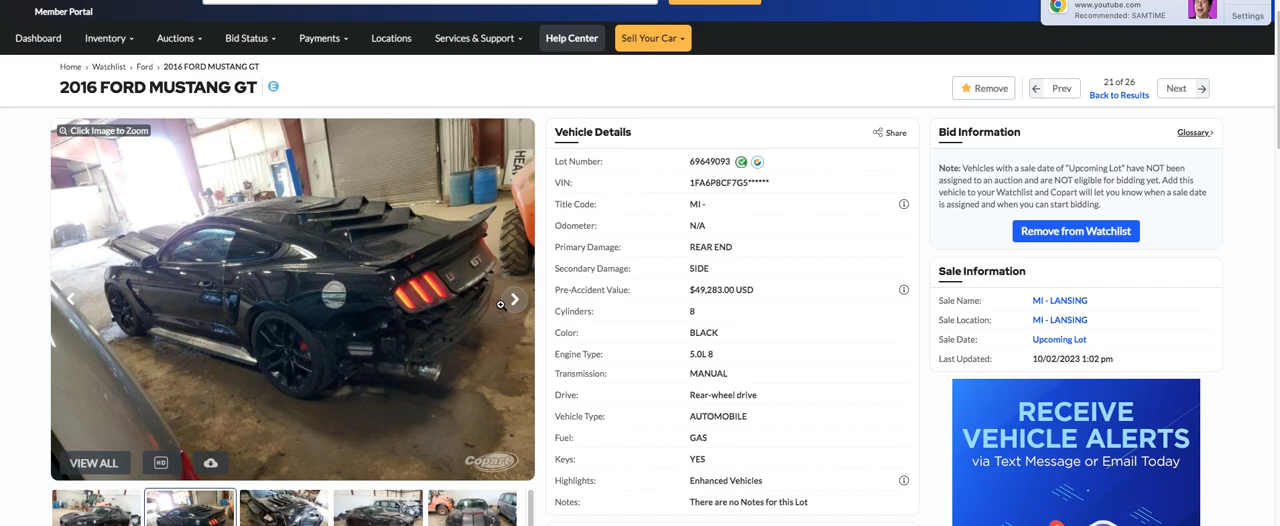 Member Portal
www.youtube.com
Recommended: SAMTIME
Settings
Dashboard
Inventory
Auctions
Bid Status
Payments
Locations
Services & Support
Help Center
Sell Your Car
Home › Watchlist › Ford › 2016 FORD MUSTANG GT
2016 FORD MUSTANG GT
E
Remove
Prev
21 of 26
Back to Results
Next
Click Image to Zoom
HEA
GT
VIEW ALL
HD
Copart
Vehicle Details
Share
Lot Number: 69649093
VIN: 1FA6P8CF7G5******
Title Code: MI -
Odometer: N/A
Primary Damage: REAR END
Secondary Damage: SIDE
Pre-Accident Value: $49,283.00 USD
Cylinders: 8
Color: BLACK
Engine Type: 5.0L 8
Transmission: MANUAL
Drive: Rear-wheel drive
Vehicle Type: AUTOMOBILE
Fuel: GAS
Keys: YES
Highlights: Enhanced Vehicles
Notes: There are no Notes for this Lot
Bid Information
Glossary ›
Note: Vehicles with a sale date of "Upcoming Lot" have NOT been
assigned to an auction and are NOT eligible for bidding yet. Add this
vehicle to your Watchlist and Copart will let you know when a sale date
is assigned and when you can start bidding.
Remove from Watchlist
Sale Information
Sale Name: MI - LANSING
Sale Location: MI - LANSING
Sale Date: Upcoming Lot
Last Updated: 10/02/2023 1:02 pm
RECEIVE
VEHICLE ALERTS
via Text Message or Email Today